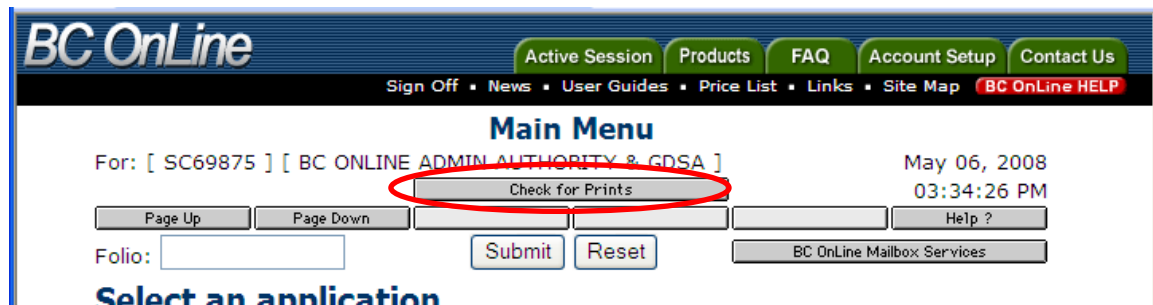 BC OnLine
Active Session Products FAQ Account Setup Contact Us
Sign Off ▪ News ▪ User Guides ▪ Price List ▪ Links ▪ Site Map BC OnLine HELP
Main Menu
For: [ SC69875 ] [ BC ONLINE ADMIN AUTHORITY & GDSA ] May 06, 2008
Check for Prints 03:34:26 PM
Page Up Page Down Help ?
Folio: Submit Reset BC OnLine Mailbox Services
Select an application